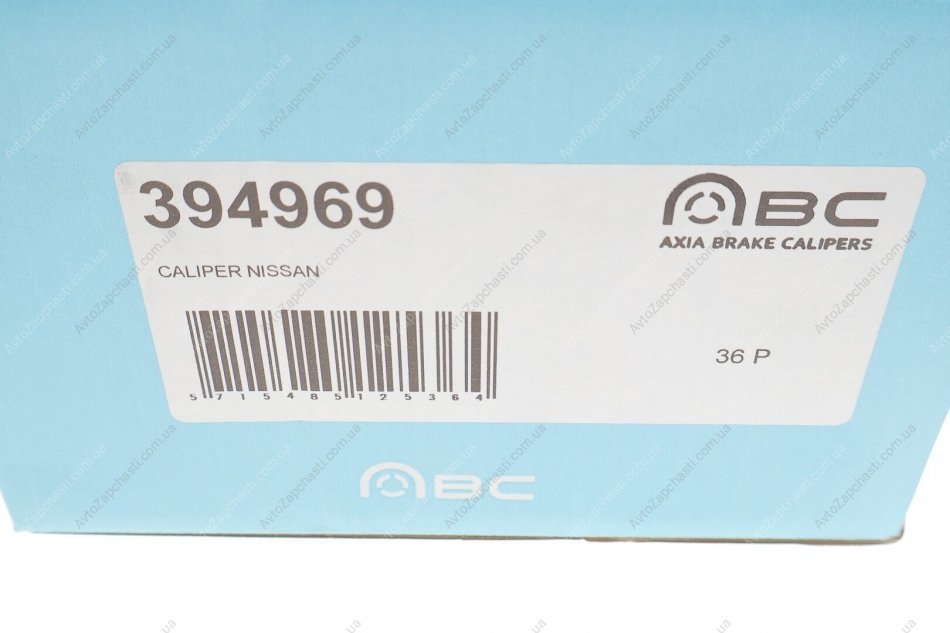 394969
ABC
AXIA BRAKE CALIPERS
CALIPER NISSAN
36 P
5715485125364
ABC
AvtoZapchasti.com.ua